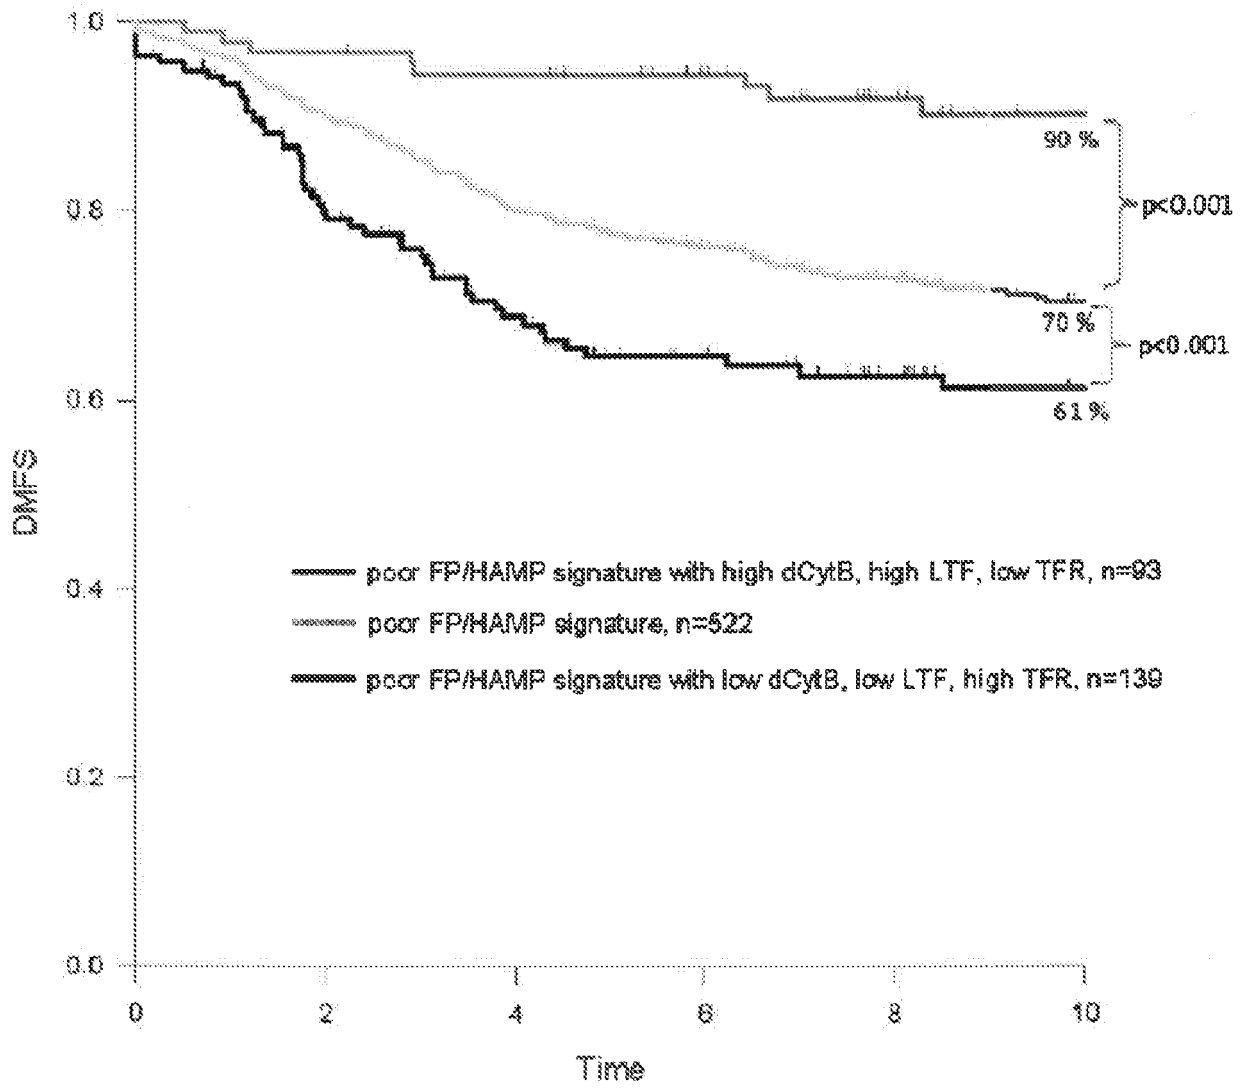 1.0
90 %
p<0.001
0.8
70 %
p<0.001
0.6
61 %
DMFS
poor FP/HAMP signature with high dCytB, high LTF, low TFR, n=93
0.4
poor FP/HAMP signature, n=522
poor FP/HAMP signature with low dCytB, low LTF, high TFR, n=139
0.2
0.0
0 2 4 6 8 10
Time